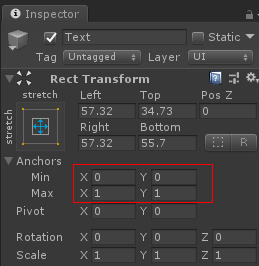 Inspector
Text Static
Tag Untagged Layer UI
Rect Transform
stretch Left Top Pos Z
stretch 57.32 34.73 0
Right Bottom
57.32 55.7 R
Anchors
Min X 0 Y 0
Max X 1 Y 1
Pivot X 0 Y 0
Rotation X 0 Y 0 Z 0
Scale X 1 Y 1 Z 1